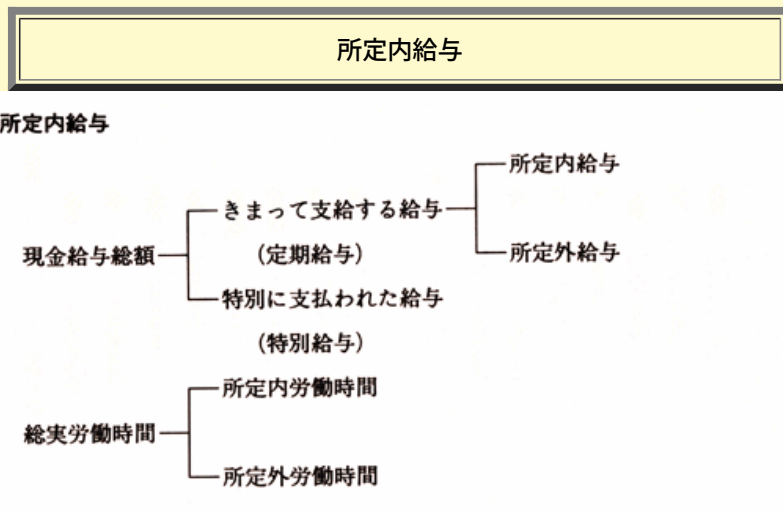 所定内給与
所定内給与
所定内給与
きまって支給する給与
現金給与総額
(定期給与)
所定外給与
特別に支払われた給与
(特別給与)
所定内労働時間
総実労働時間
所定外労働時間